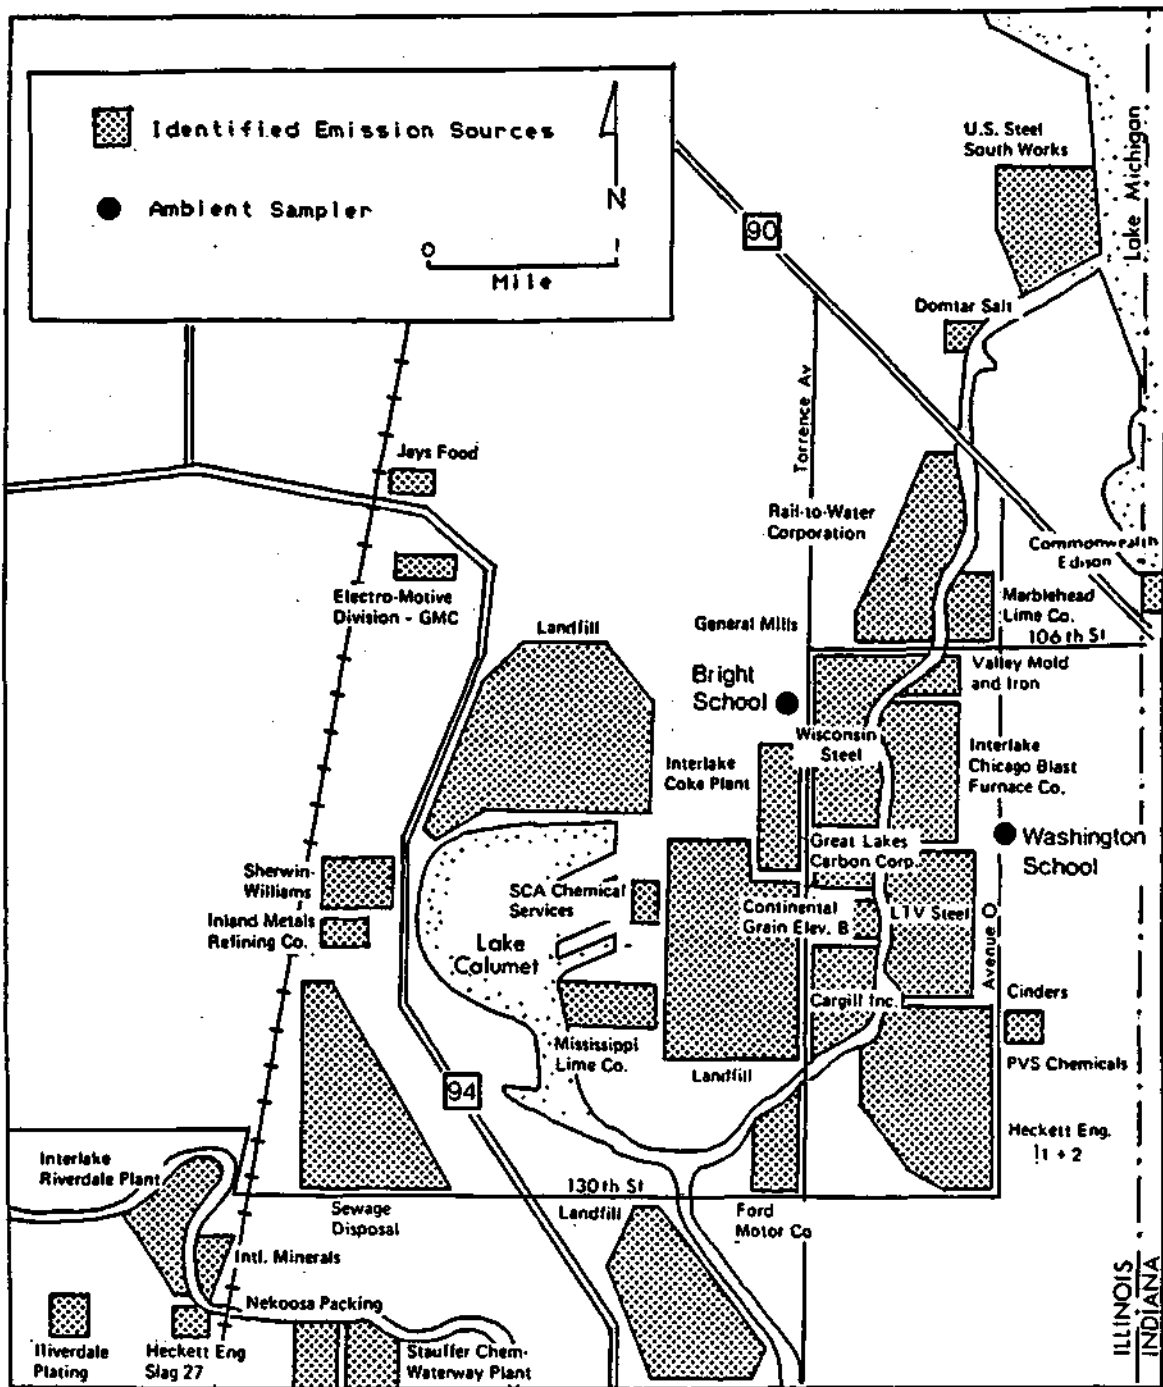 Identified Emission Sources
Ambient Sampler
N
0
Mile
U.S. Steel
South Works
Lake Michigan
90
Domtar Salt
Torrence Av
Jays Food
Rail-to-Water
Corporation
Commonwealth
Edison
Electro-Motive
Division - GMC
Marblehead
Lime Co.
General Mills
106 th St
Landfill
Valley Mold
and Iron
Bright
School
Wisconsin
Steel
Interlake
Coke Plant
Interlake
Chicago Blast
Furnace Co.
Washington
School
Great Lakes
Carbon Corp.
Sherwin-
Williams
SCA Chemical
Services
Continental
Grain Elev. B
LTV Steel
Avenue O
Inland Metals
Refining Co.
Lake
Calumet
Cargill Inc.
Cinders
Mississippi
Lime Co.
Landfill
PVS Chemicals
94
Heckett Eng.
1 + 2
Interlake
Riverdale Plant
130 th St
Sewage
Disposal
Landfill
Ford
Motor Co
Intl. Minerals
Nekoosa Packing
Riverdale
Plating
Heckett Eng
Slag 27
Stauffer Chem-
Waterway Plant
ILLINOIS
INDIANA